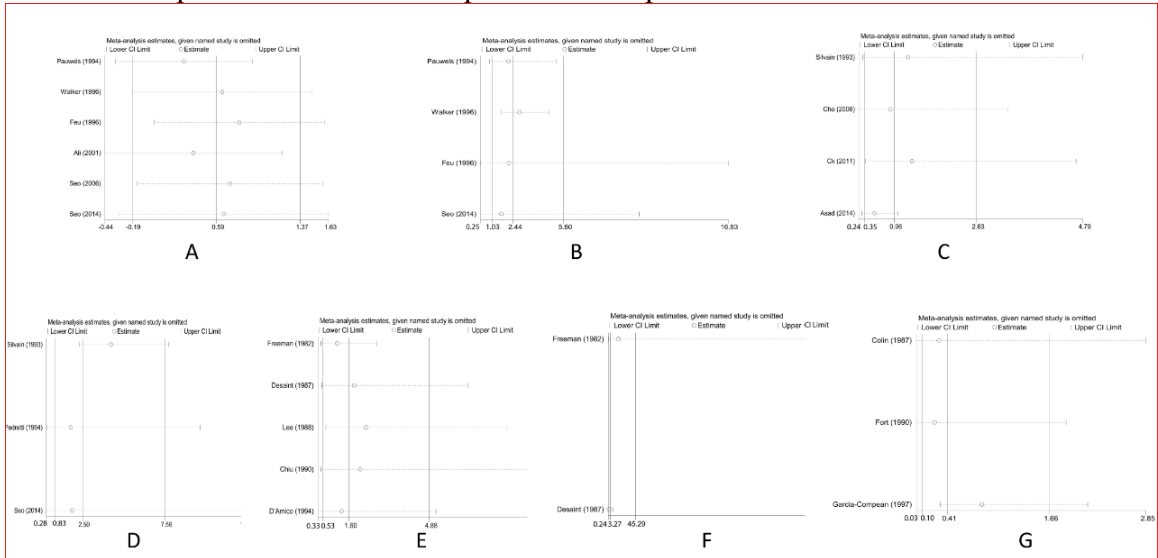 Meta-analysis estimates, given named study is omitted
Lower CI Limit Estimate Upper CI Limit
Pauwels (1994)
Walker (1996)
Feu (1996)
Ali (2001)
Seo (2006)
Seo (2014)
-0.44 -0.19 0.59 1.37 1.63
A
Meta-analysis estimates, given named study is omitted
Lower CI Limit Estimate Upper CI Limit
Pauwels (1994)
Walker (1996)
Feu (1996)
Seo (2014)
0.25 1.03 2.44 5.80 16.83
B
Meta-analysis estimates, given named study is omitted
Lower CI Limit Estimate Upper CI Limit
Silvain (1993)
Cho (2008)
Ck (2011)
Asad (2014)
0.24 0.35 0.96 2.63 4.79
C
Meta-analysis estimates, given named study is omitted
Lower CI Limit Estimate Upper CI Limit
Silvain (1993)
Pedretti (1994)
Seo (2014)
0.28 0.83 2.50 7.56
D
Meta-analysis estimates, given named study is omitted
Lower CI Limit Estimate Upper CI Limit
Freeman (1982)
Desaint (1987)
Lee (1988)
Chiu (1990)
D'Amico (1994)
0.33 0.53 1.60 4.88
E
Meta-analysis estimates, given named study is omitted
Lower CI Limit Estimate Upper CI Limit
Freeman (1982)
Desaint (1987)
0.24 3.27 45.29
F
Meta-analysis estimates, given named study is omitted
Lower CI Limit Estimate Upper CI Limit
Colin (1987)
Fort (1990)
Garcia-Compean (1997)
0.03 0.10 0.41 1.66 2.85
G